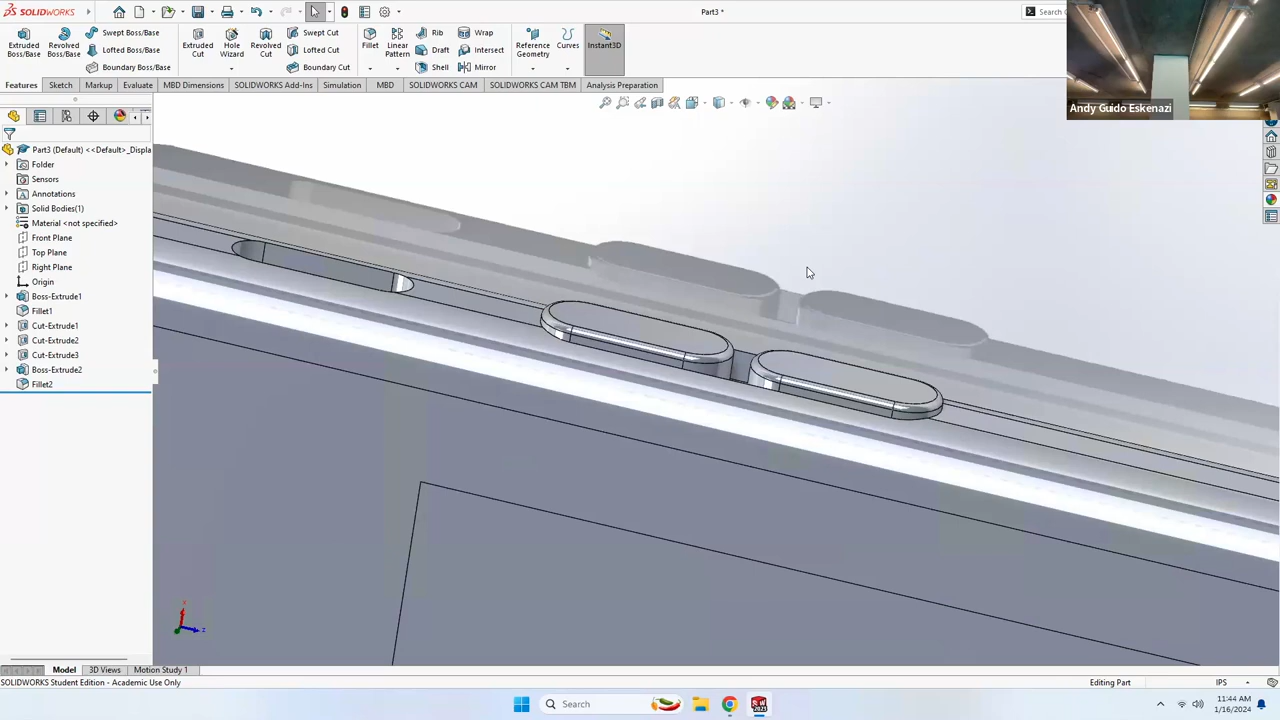 SOLIDWORKS
Part3 *
Search
Extruded Boss/Base
Revolved Boss/Base
Swept Boss/Base
Lofted Boss/Base
Boundary Boss/Base
Extruded Cut
Hole Wizard
Revolved Cut
Swept Cut
Lofted Cut
Boundary Cut
Fillet
Linear Pattern
Rib
Draft
Shell
Wrap
Intersect
Mirror
Reference Geometry
Curves
Instant3D
Features
Sketch
Markup
Evaluate
MBD Dimensions
SOLIDWORKS Add-Ins
Simulation
MBD
SOLIDWORKS CAM
SOLIDWORKS CAM TBM
Analysis Preparation
Andy Guido Eskenazi
Part3 (Default) <<Default>_Displa
Folder
Sensors
Annotations
Solid Bodies(1)
Material <not specified>
Front Plane
Top Plane
Right Plane
Origin
Boss-Extrude1
Fillet1
Cut-Extrude1
Cut-Extrude2
Cut-Extrude3
Boss-Extrude2
Fillet2
Model
3D Views
Motion Study 1
SOLIDWORKS Student Edition - Academic Use Only
Editing Part
IPS
Search
11:44 AM
1/16/2024